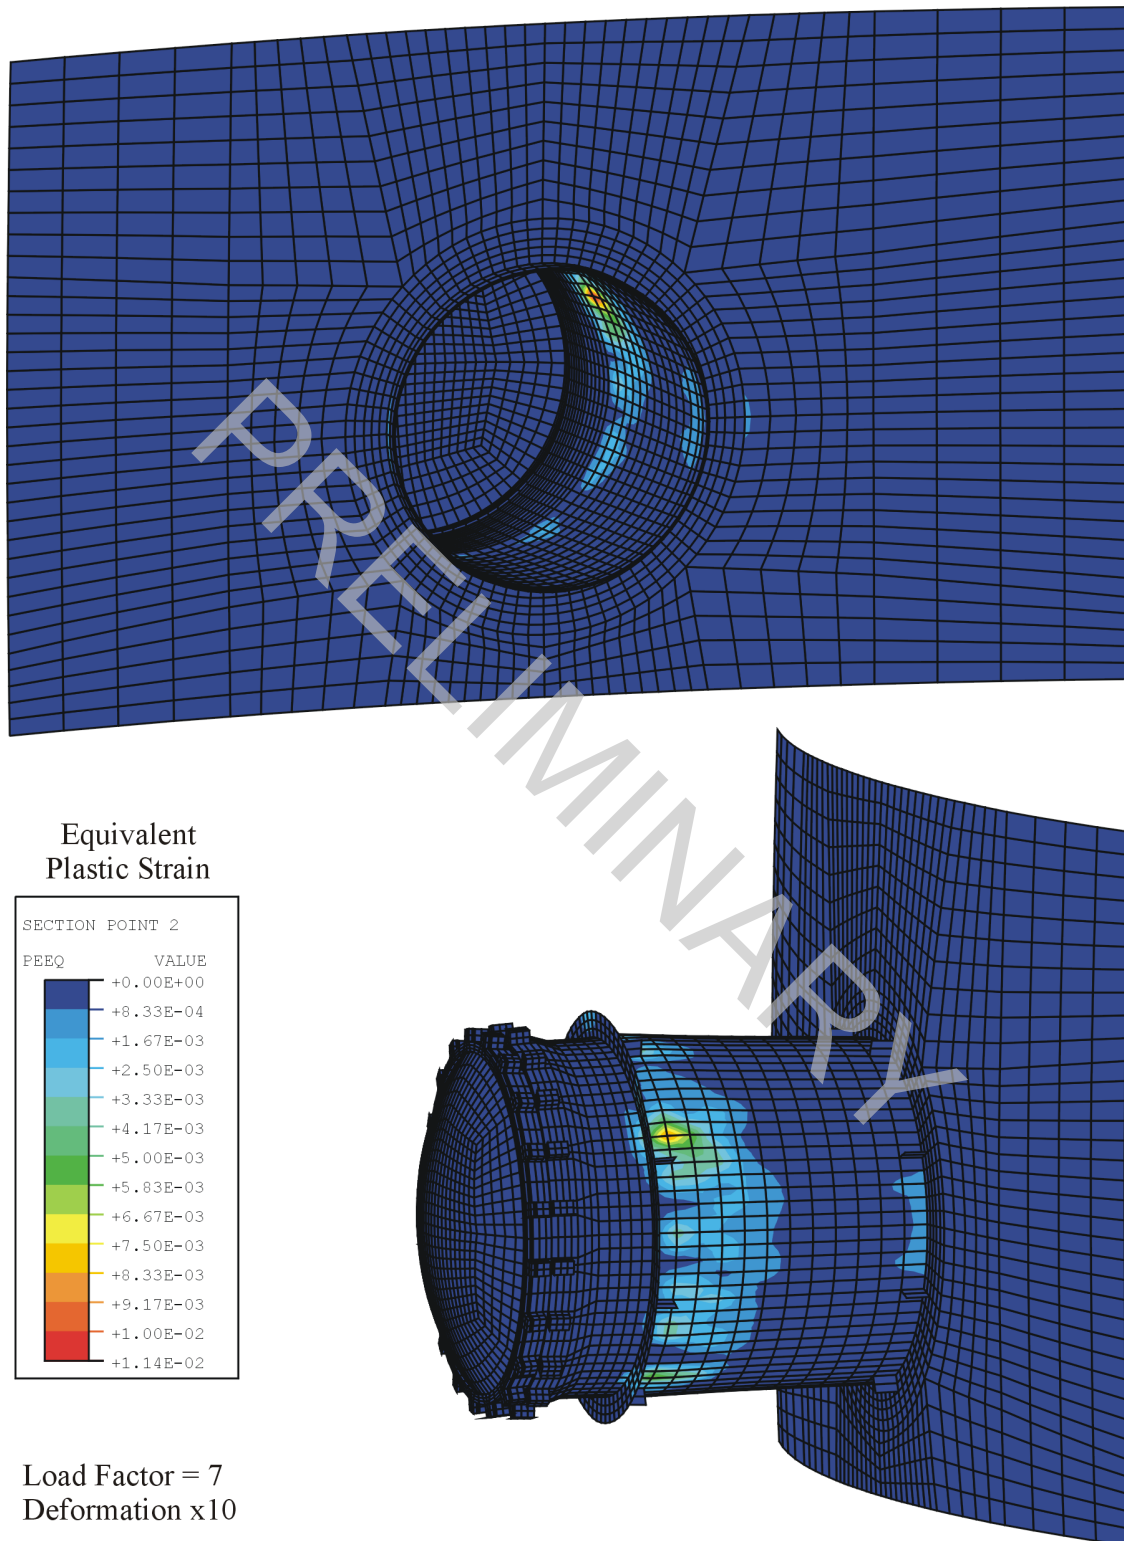 PRELIMINARY
Equivalent
Plastic Strain
SECTION POINT 2
PEEQ VALUE
+0.00E+00
+8.33E-04
+1.67E-03
+2.50E-03
+3.33E-03
+4.17E-03
+5.00E-03
+5.83E-03
+6.67E-03
+7.50E-03
+8.33E-03
+9.17E-03
+1.00E-02
+1.14E-02
Load Factor = 7
Deformation x10